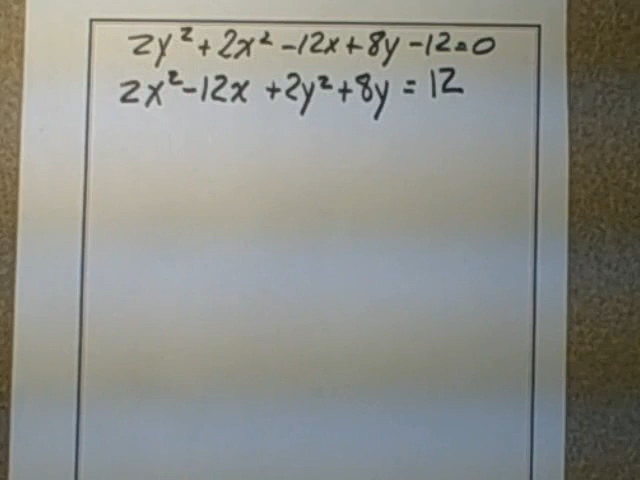 2y² + 2x² - 12x + 8y - 12 = 0
2x² - 12x + 2y² + 8y = 12